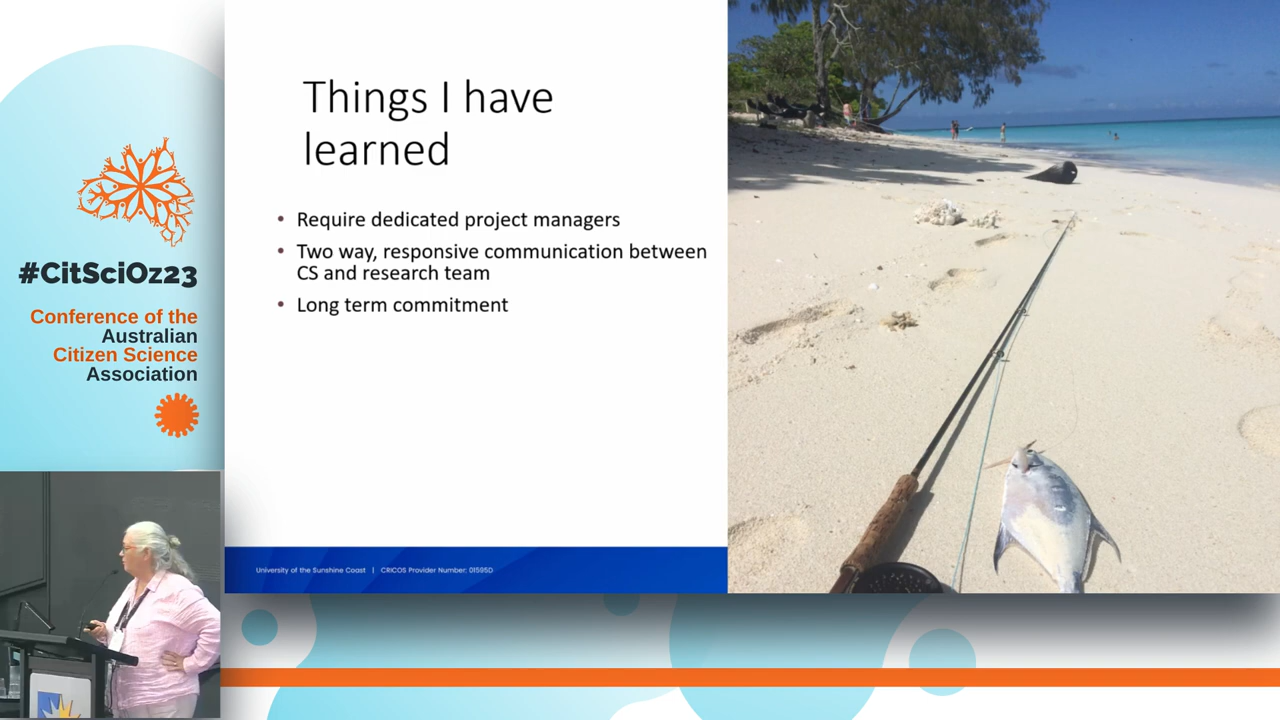 #CitSciOz23
Conference of the
Australian
Citizen Science
Association
Things I have
learned
• Require dedicated project managers
• Two way, responsive communication between
CS and research team
• Long term commitment
University of the Sunshine Coast | CRICOS Provider Number: 01595D